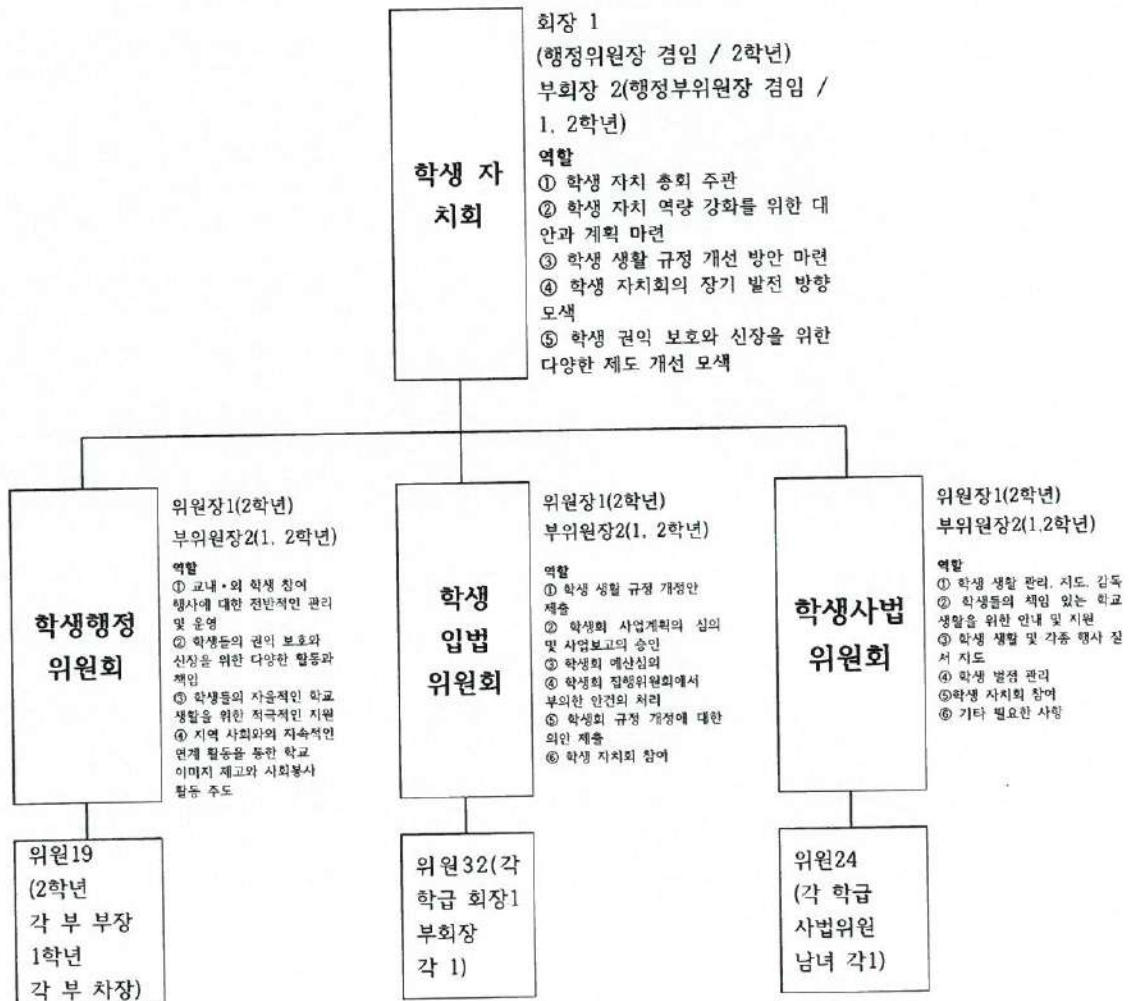 회장 1
(행정위원장 겸임 / 2학년)
부회장 2(행정부위원장 겸임 /
1, 2학년)
역할
① 학생 자치 총회 주관
② 학생 자치 역량 강화를 위한 대
안과 계획 마련
③ 학생 생활 규정 개선 방안 마련
④ 학생 자치회의 장기 발전 방향
모색
⑤ 학생 권익 보호와 신장을 위한
다양한 제도 개선 모색
학생 자
치회
학생행정
위원회
위원장1(2학년)
부위원장2(1, 2학년)
역할
① 교내·외 학생 참여
행사에 대한 전반적인 관리
및 운영
② 학생들의 권익 보호와
신장을 위한 다양한 활동과
책임
③ 학생들의 자율적인 학교
생활을 위한 적극적인 지원
④ 지역 사회와의 지속적인
연계 활동을 통한 학교
이미지 제고와 사회봉사
활동 주도
위원19
(2학년
각 부 부장
1학년
각 부 차장)
학생
입법
위원회
위원장1(2학년)
부위원장2(1, 2학년)
역할
① 학생 생활 규정 개정안
제출
② 학생회 사업계획의 심의
및 사업보고의 승인
③ 학생회 예산심의
④ 학생회 집행위원회에서
부의한 안건의 처리
⑤ 학생회 규정 개정에 대한
의안 제출
⑥ 학생 자치회 참여
위원32(각
학급 회장1
부회장
각 1)
학생사법
위원회
위원장1(2학년)
부위원장2(1,2학년)
역할
① 학생 생활 관리, 지도, 감독
② 학생들의 책임 있는 학교
생활을 위한 안내 및 지원
③ 학생 생활 및 각종 행사 질
서 지도
④ 학생 벌점 관리
⑤학생 자치회 참여
⑥ 기타 필요한 사항
위원24
(각 학급
사법위원
남녀 각1)